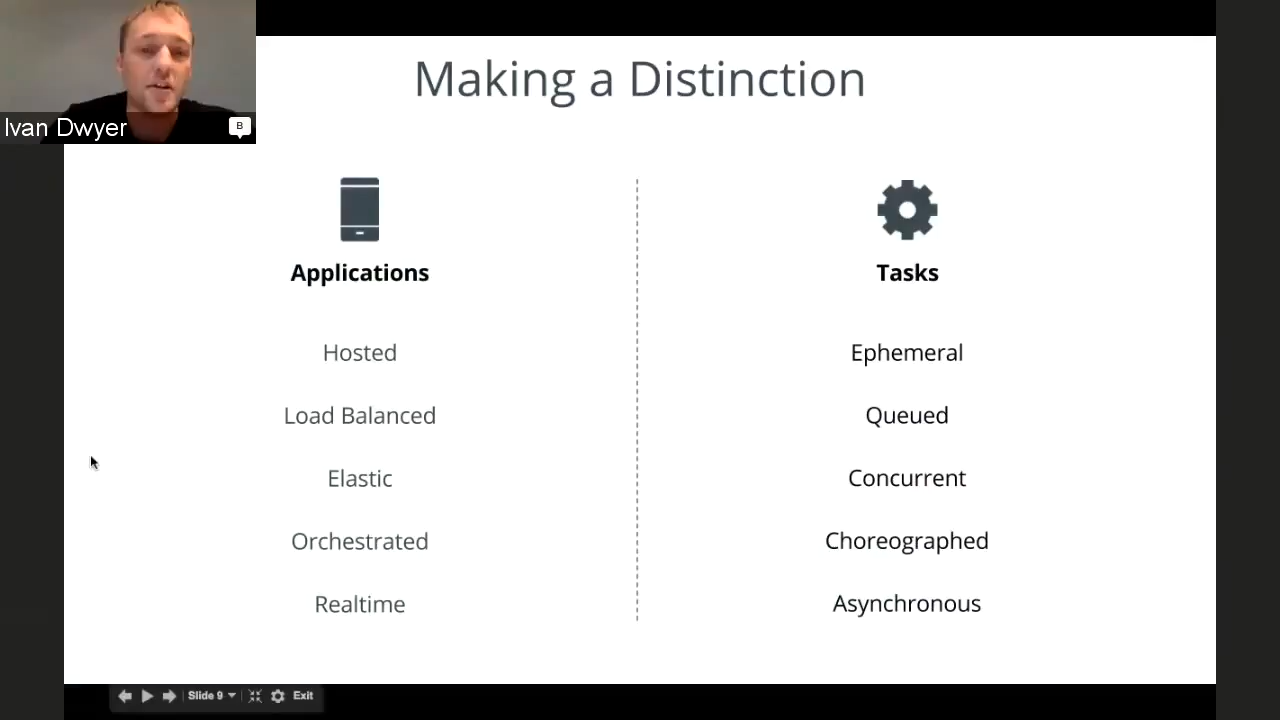 Ivan Dwyer
B
Making a Distinction
Applications
Hosted
Load Balanced
Elastic
Orchestrated
Realtime
Tasks
Ephemeral
Queued
Concurrent
Choreographed
Asynchronous
Slide 9
Exit